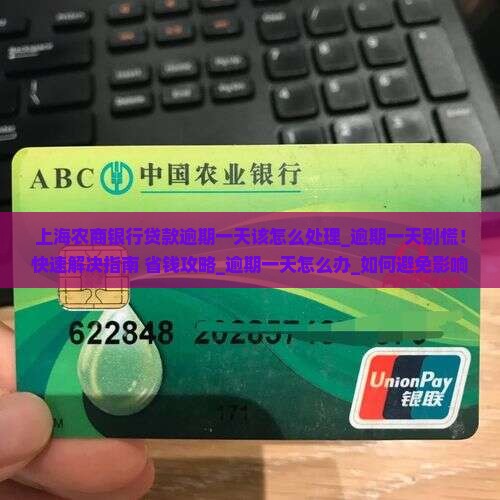 ABC 中国农业银行
上海农商银行贷款逾期一天该怎么处理_逾期一天别慌！
快速解决指南 省钱攻略_逾期一天怎么办_如何避免影响
622848
UnionPay
银联
171